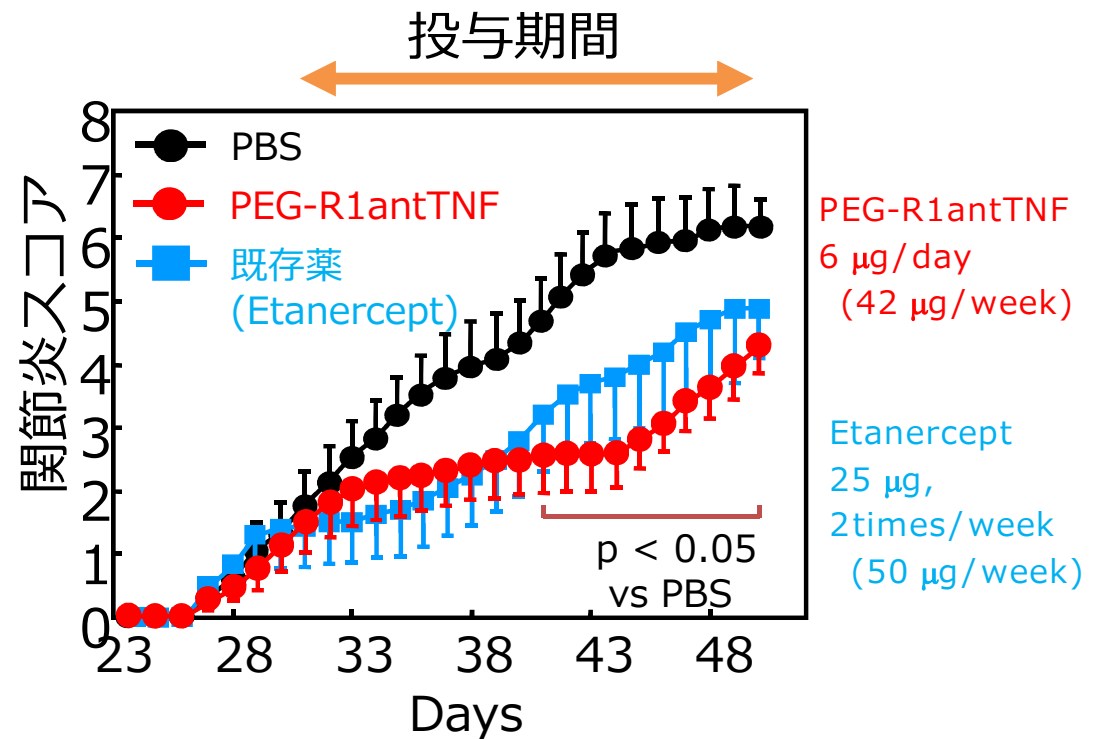 投与期間
8
7
6
5
4
3
2
1
0
関節炎スコア
PBS
PEG-R1antTNF
既存薬
(Etanercept)
p < 0.05
vs PBS
23 28 33 38 43 48
Days
PEG-R1antTNF
6 μg/day
(42 μg/week)
Etanercept
25 μg,
2times/week
(50 μg/week)